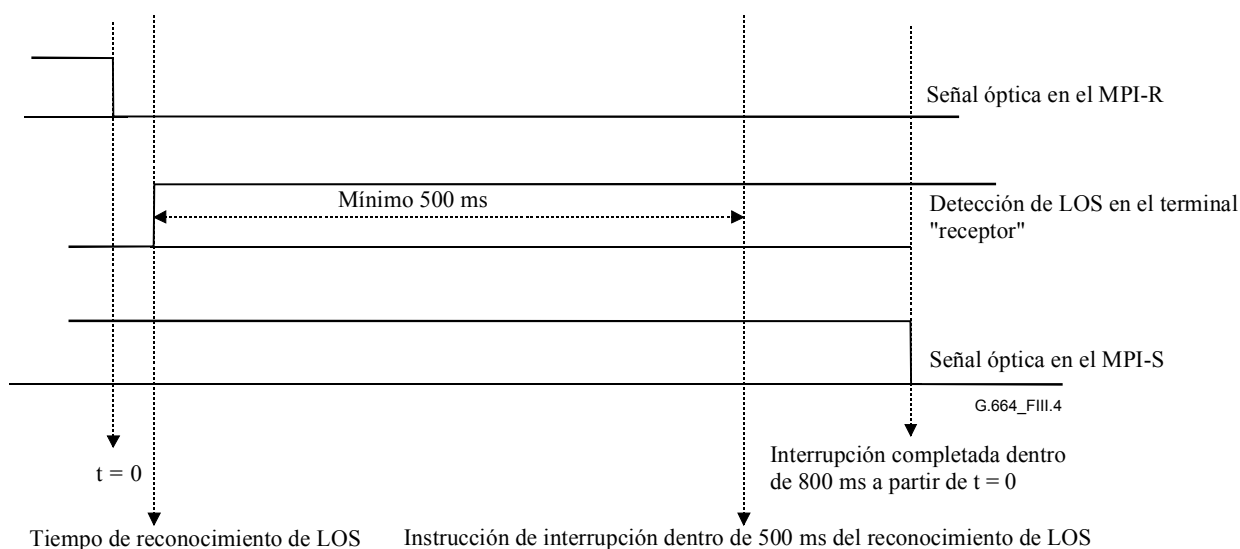 Señal óptica en el MPI-R
Mínimo 500 ms
Detección de LOS en el terminal
"receptor"
Señal óptica en el MPI-S
G.664_FIII.4
t = 0
Interrupción completada dentro
de 800 ms a partir de t = 0
Tiempo de reconocimiento de LOS
Instrucción de interrupción dentro de 500 ms del reconocimiento de LOS